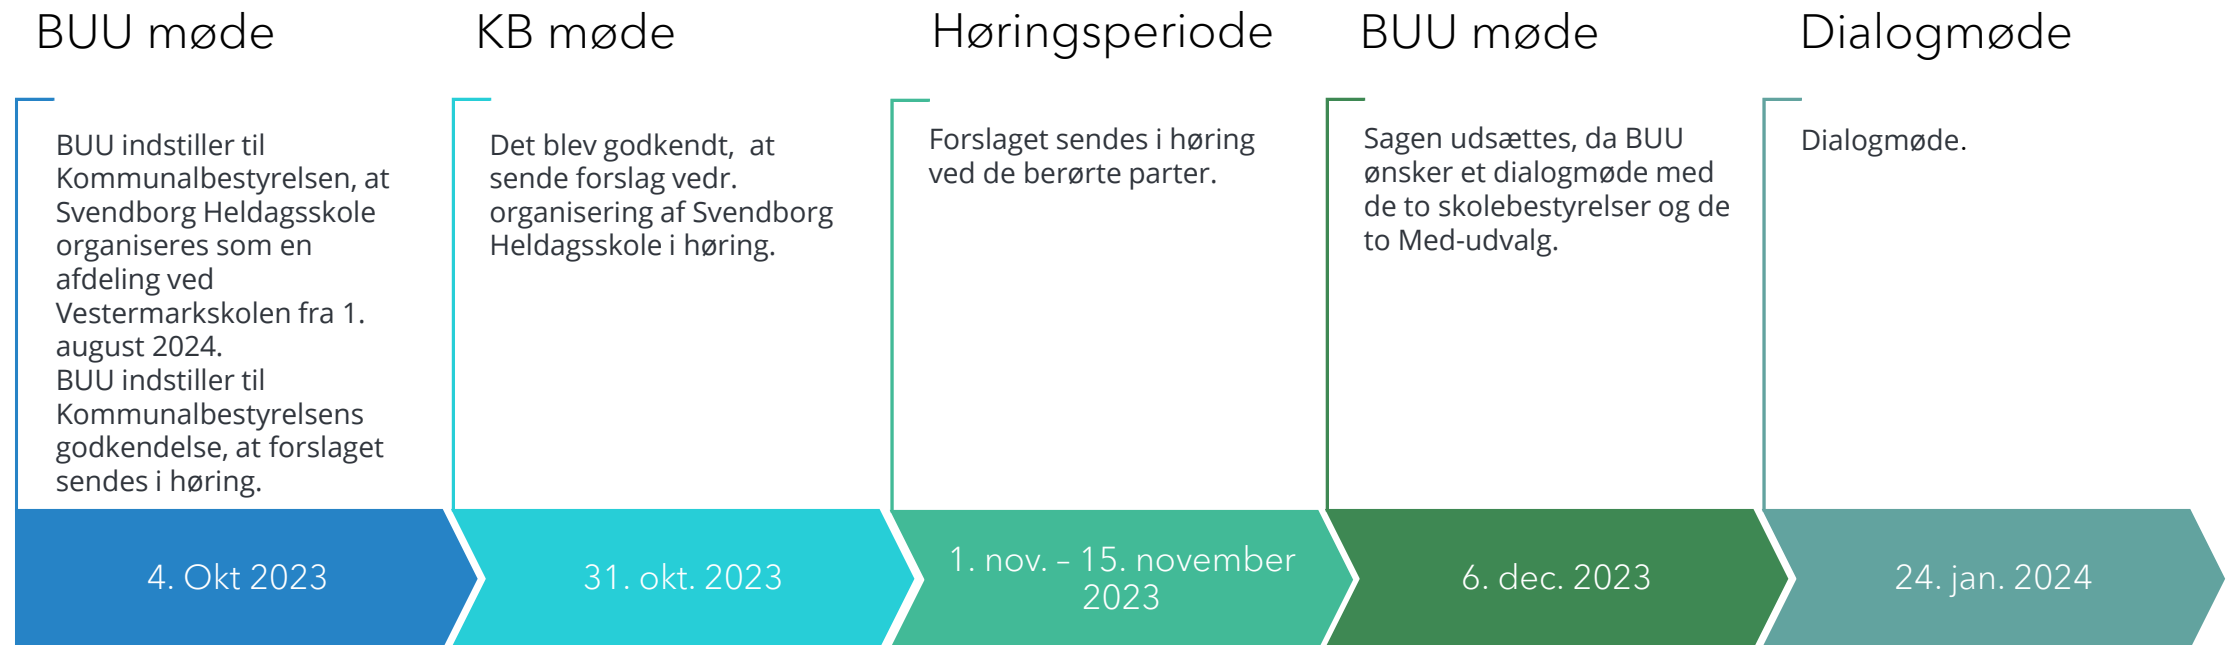 BUU møde
BUU indstiller til
Kommunalbestyrelsen, at
Svendborg Heldagsskole
organiseres som en
afdeling ved
Vestermarkskolen fra 1.
august 2024.
BUU indstiller til
Kommunalbestyrelsens
godkendelse, at forslaget
sendes i høring.
4. Okt 2023
KB møde
Det blev godkendt,  at
sende forslag vedr.
organisering af Svendborg
Heldagsskole i høring.
31. okt. 2023
Høringsperiode
Forslaget sendes i høring
ved de berørte parter.
1. nov. – 15. november
2023
BUU møde
Sagen udsættes, da BUU
ønsker et dialogmøde med
de to skolebestyrelser og de
to Med-udvalg.
6. dec. 2023
Dialogmøde
Dialogmøde.
24. jan. 2024